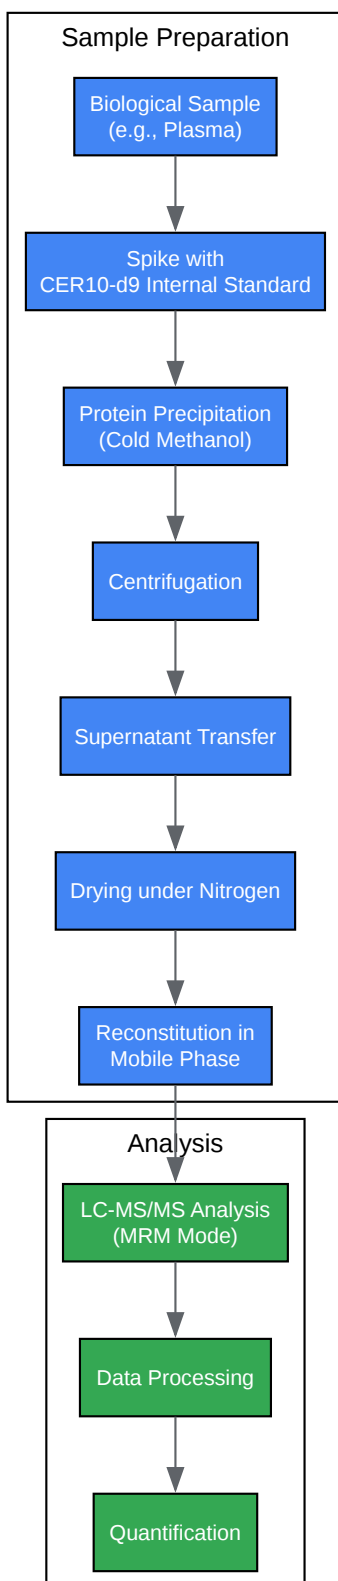 Sample Preparation
Biological Sample
(e.g., Plasma)
Spike with
CER10-d9 Internal Standard
Protein Precipitation
(Cold Methanol)
Centrifugation
Supernatant Transfer
Drying under Nitrogen
Reconstitution in
Mobile Phase
Analysis
LC-MS/MS Analysis
(MRM Mode)
Data Processing
Quantification